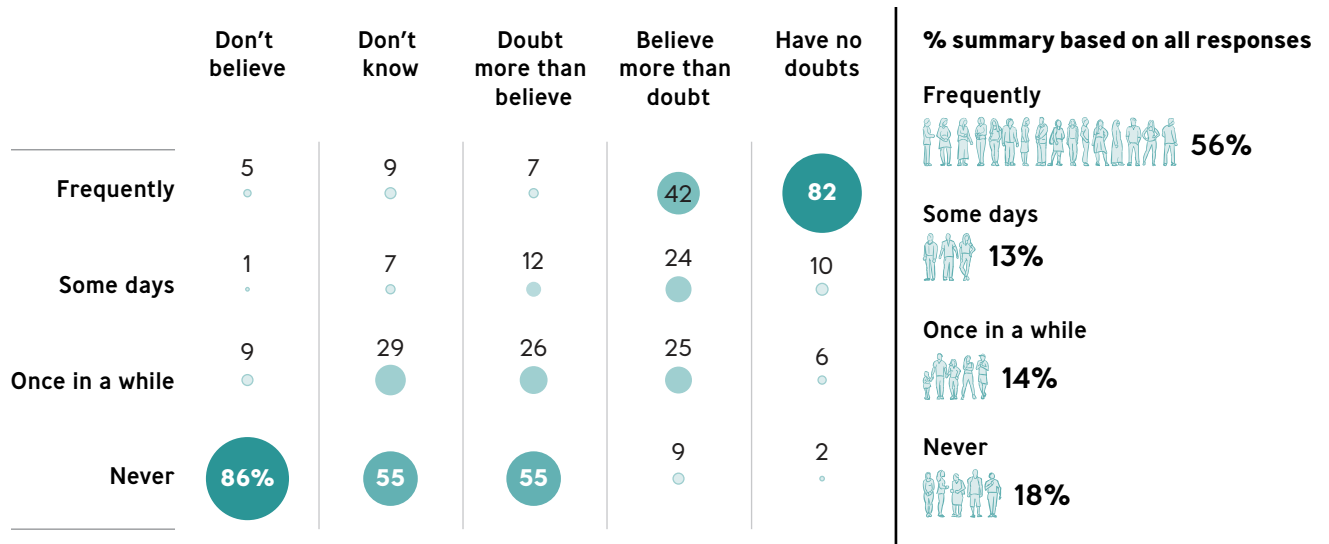 Don't believe
Don't know
Doubt more than believe
Believe more than doubt
Have no doubts
Frequently
5
9
7
42
82
Some days
1
7
12
24
10
Once in a while
9
29
26
25
6
Never
86%
55
55
9
2
% summary based on all responses
Frequently
56%
Some days
13%
Once in a while
14%
Never
18%